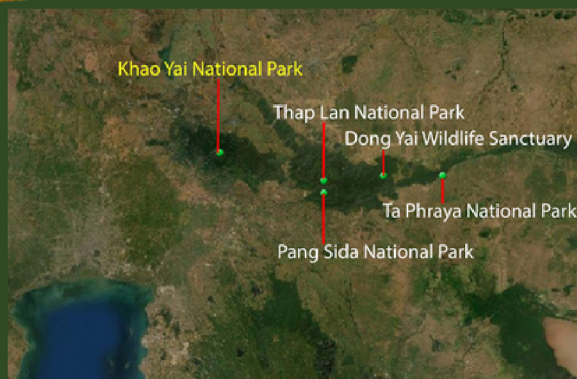 Khao Yai National Park
Thap Lan National Park
Dong Yai Wildlife Sanctuary
Ta Phraya National Park
Pang Sida National Park